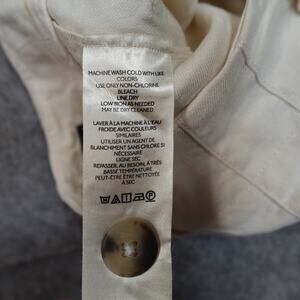 MACHINE WASH COLD WITH LIKE
COLORS
USE ONLY NON-CHLORINE
BLEACH
LINE DRY
LOW IRON AS NEEDED
MAY BE DRY CLEANED
LAVER À LA MACHINE À L'EAU
FROIDE AVEC COULEURS
SIMILAIRES
UTILISER UN AGENT DE
BLANCHIMENT SANS CHLORE SI
NÉCESSAIRE
LIGNE SEC
REPASSER, AU BESOIN, À TRÈS
BASSE TEMPÉRATURE
PEUT-ÊTRE ÊTRE NETTOYÉE
À SEC